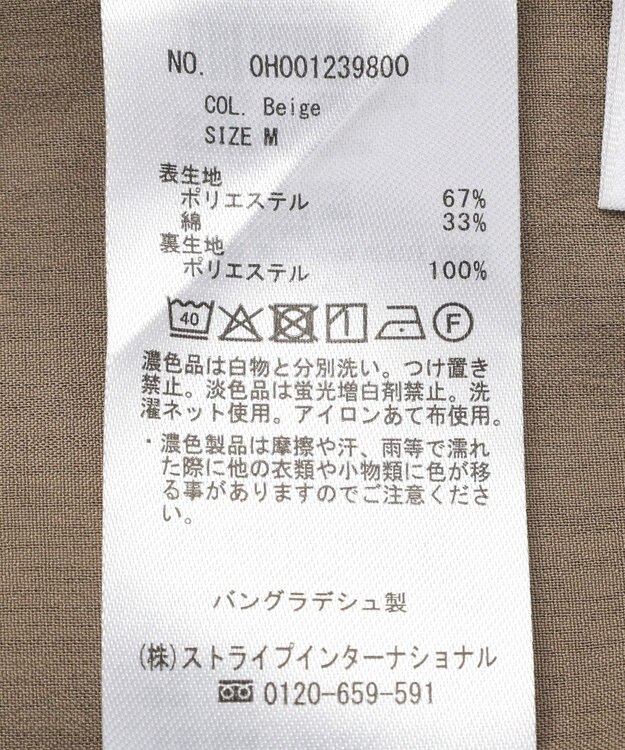 NO. 0H001239800
COL. Beige
SIZE M
表生地
ポリエステル 67%
綿 33%
裏生地
ポリエステル 100%
40 F
濃色品は白物と分別洗い。つけ置き
禁止。淡色品は蛍光増白剤禁止。洗
濯ネット使用。アイロンあて布使用。
・濃色製品は摩擦や汗、雨等で濡れ
た際に他の衣類や小物類に色が移
る事がありますのでご注意くださ
い。
バングラデシュ製
(株)ストライプインターナショナル
0120-659-591